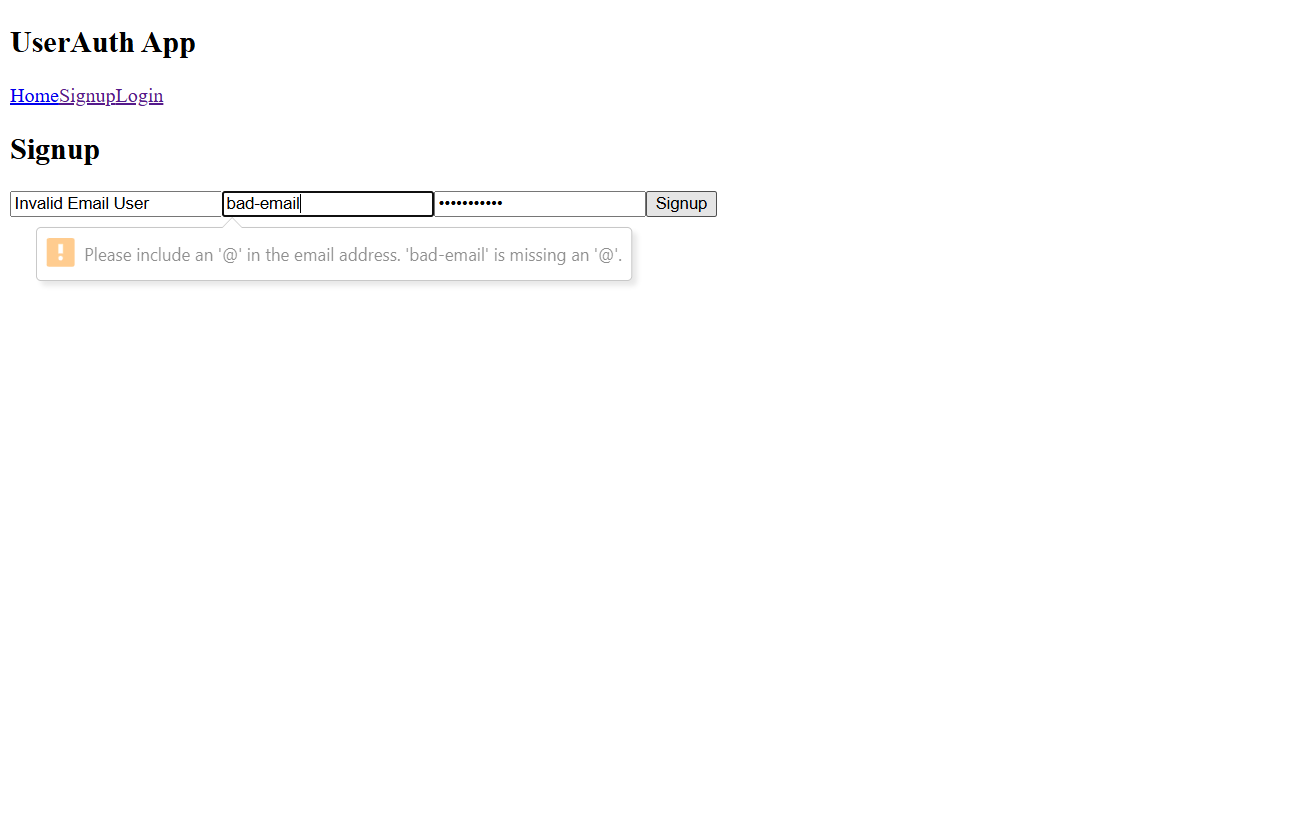 UserAuth App
HomeSignupLogin
Signup
Invalid Email User bad-email ••••••••••• Signup
Please include an '@' in the email address. 'bad-email' is missing an '@'.